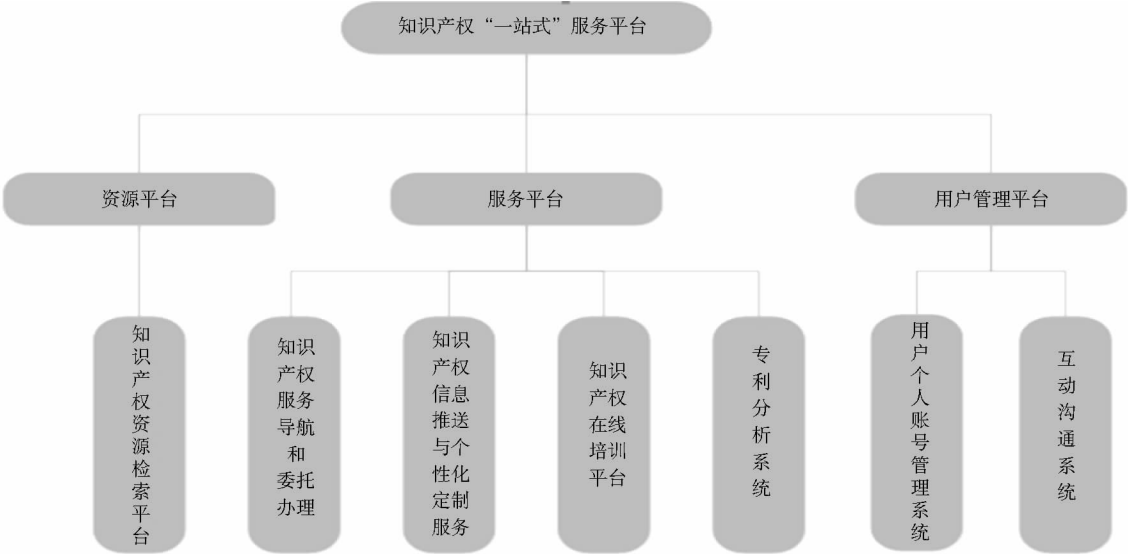 知识产权“一站式”服务平台
资源平台
服务平台
用户管理平台
知识产权资源检索平台
知识
产权
服务
导航
和
委托
办理
知识
产权
信息
推送
与个
性化
定制
服务
知识
产权
在线
培训
平台
专利分析系统
用户个人账号管理系统
互动沟通系统